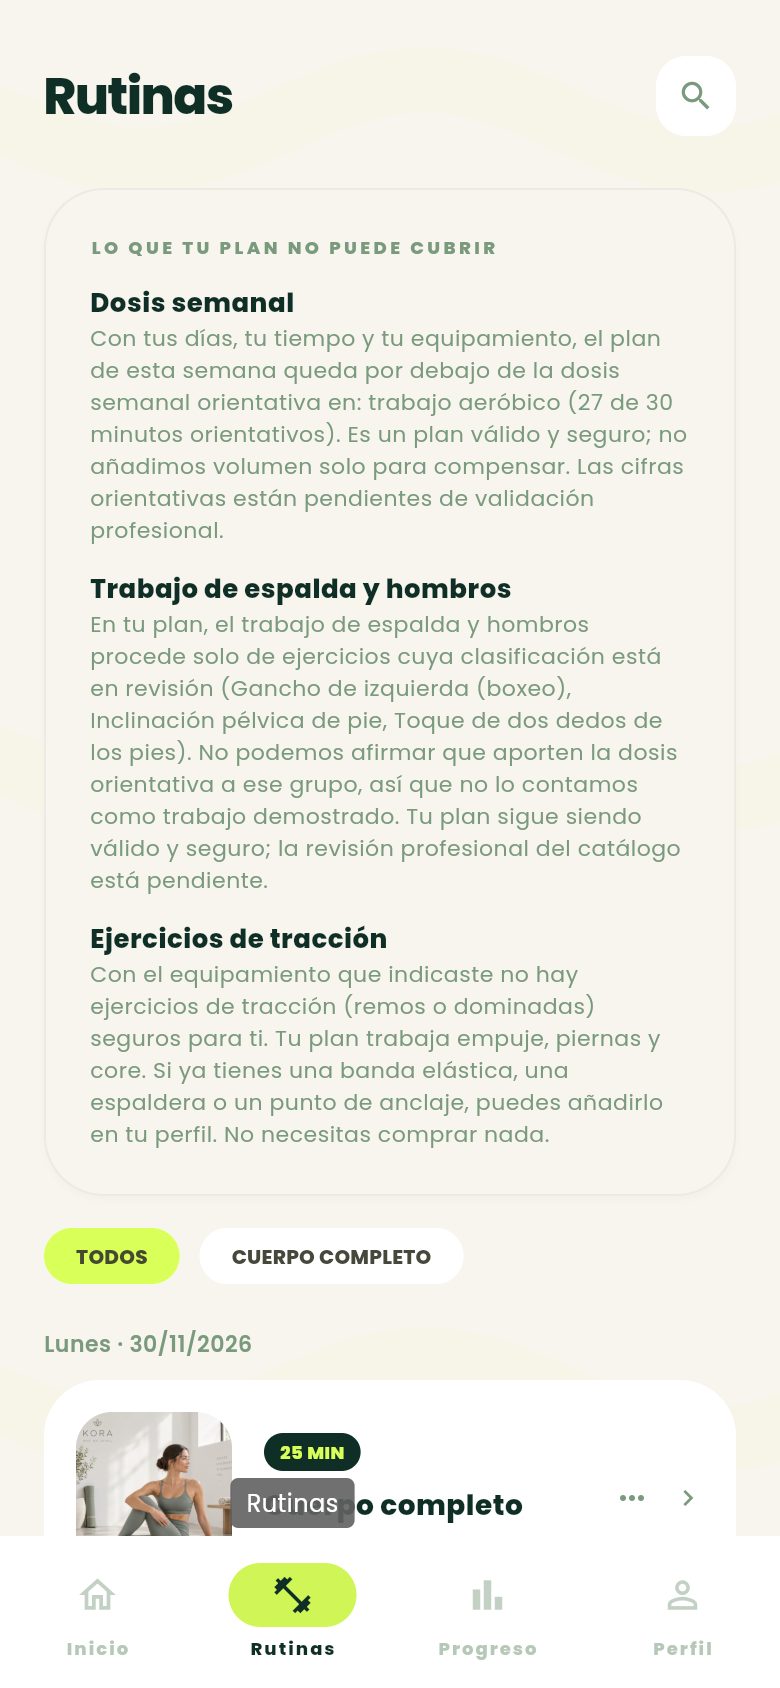 Rutinas
LO QUE TU PLAN NO PUEDE CUBRIR
Dosis semanal
Con tus días, tu tiempo y tu equipamiento, el plan
de esta semana queda por debajo de la dosis
semanal orientativa en: trabajo aeróbico (27 de 30
minutos orientativos). Es un plan válido y seguro; no
añadimos volumen solo para compensar. Las cifras
orientativas están pendientes de validación
profesional.
Trabajo de espalda y hombros
En tu plan, el trabajo de espalda y hombros
procede solo de ejercicios cuya clasificación está
en revisión (Gancho de izquierda (boxeo),
Inclinación pélvica de pie, Toque de dos dedos de
los pies). No podemos afirmar que aporten la dosis
orientativa a ese grupo, así que no lo contamos
como trabajo demostrado. Tu plan sigue siendo
válido y seguro; la revisión profesional del catálogo
está pendiente.
Ejercicios de tracción
Con el equipamiento que indicaste no hay
ejercicios de tracción (remos o dominadas)
seguros para ti. Tu plan trabaja empuje, piernas y
core. Si ya tienes una banda elástica, una
espaldera o un punto de anclaje, puedes añadirlo
en tu perfil. No necesitas comprar nada.
TODOS CUERPO COMPLETO
Lunes · 30/11/2026
KORA
25 MIN
completo
Rutinas
Inicio Rutinas Progreso Perfil